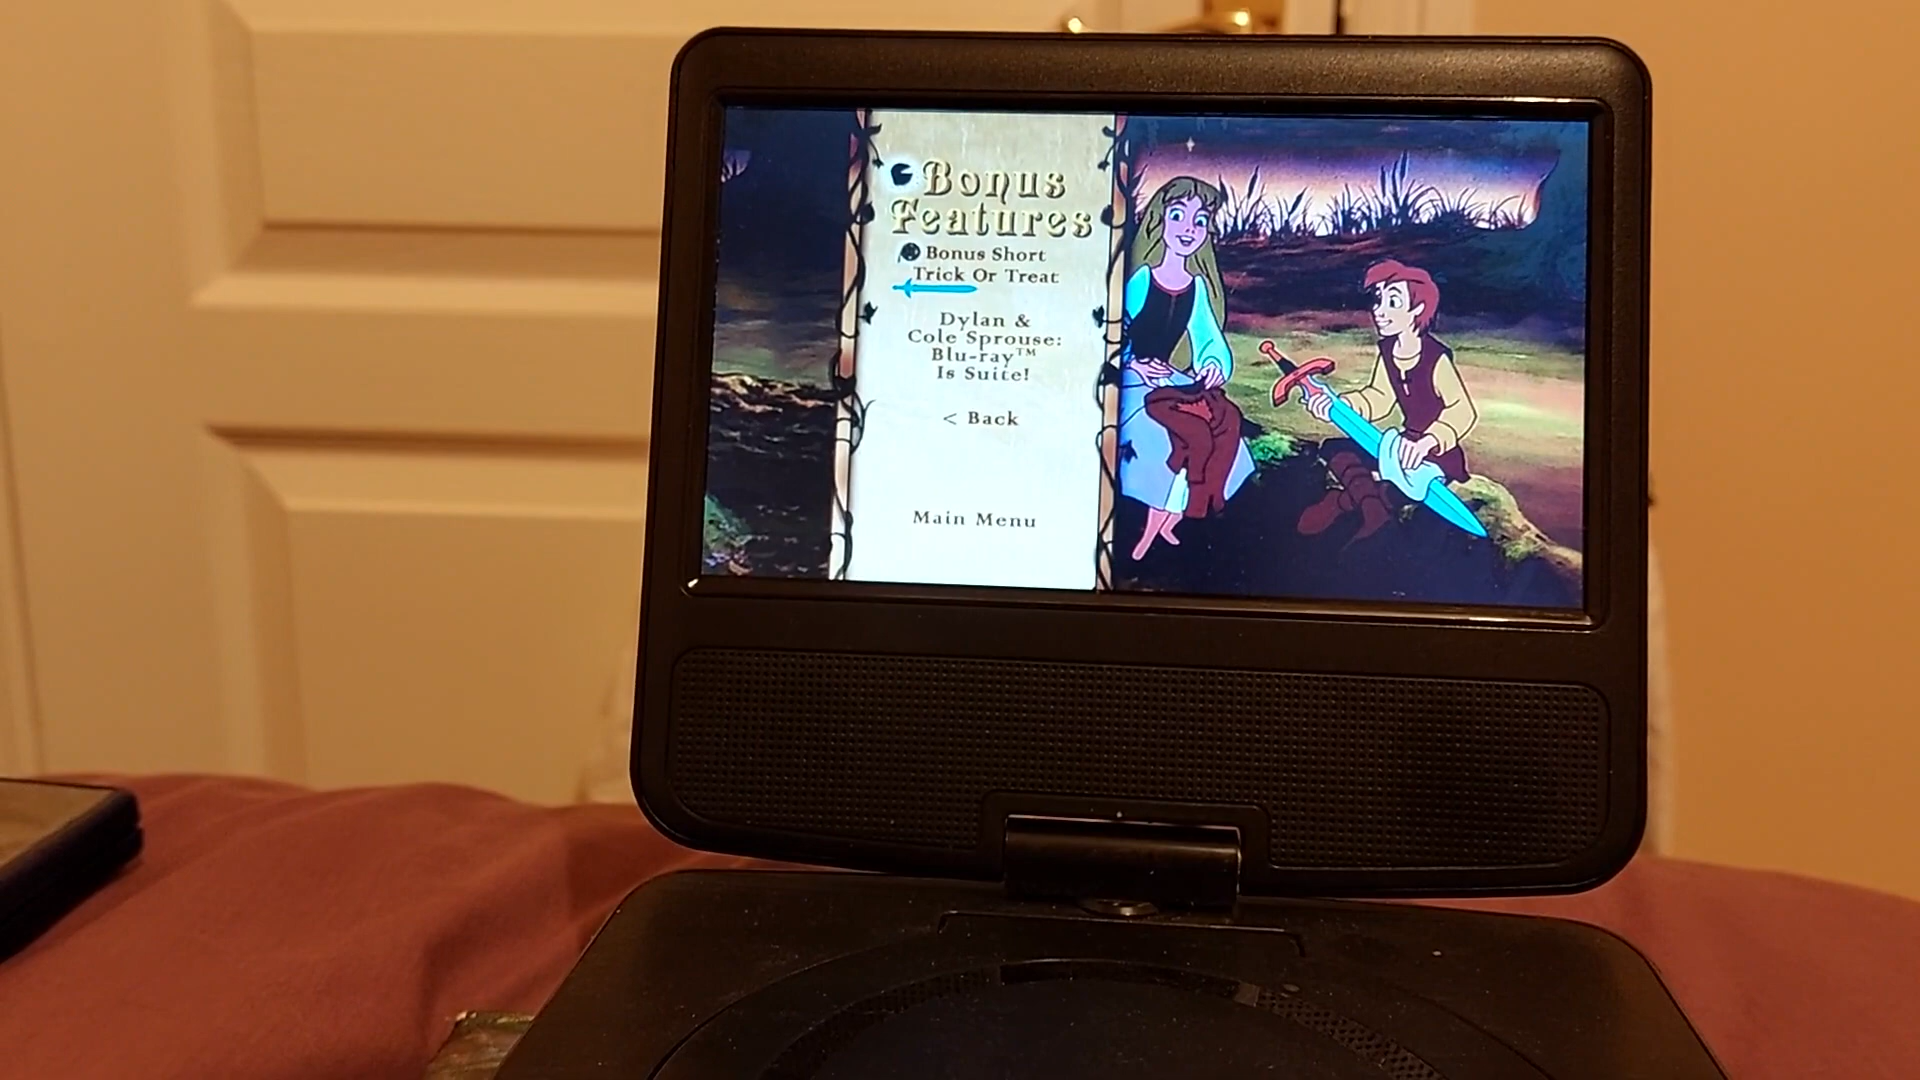 Bonus
Features
Bonus Short
Trick Or Treat
Dylan &
Cole Sprouse:
Blu-ray™
Is Suite!
< Back
Main Menu